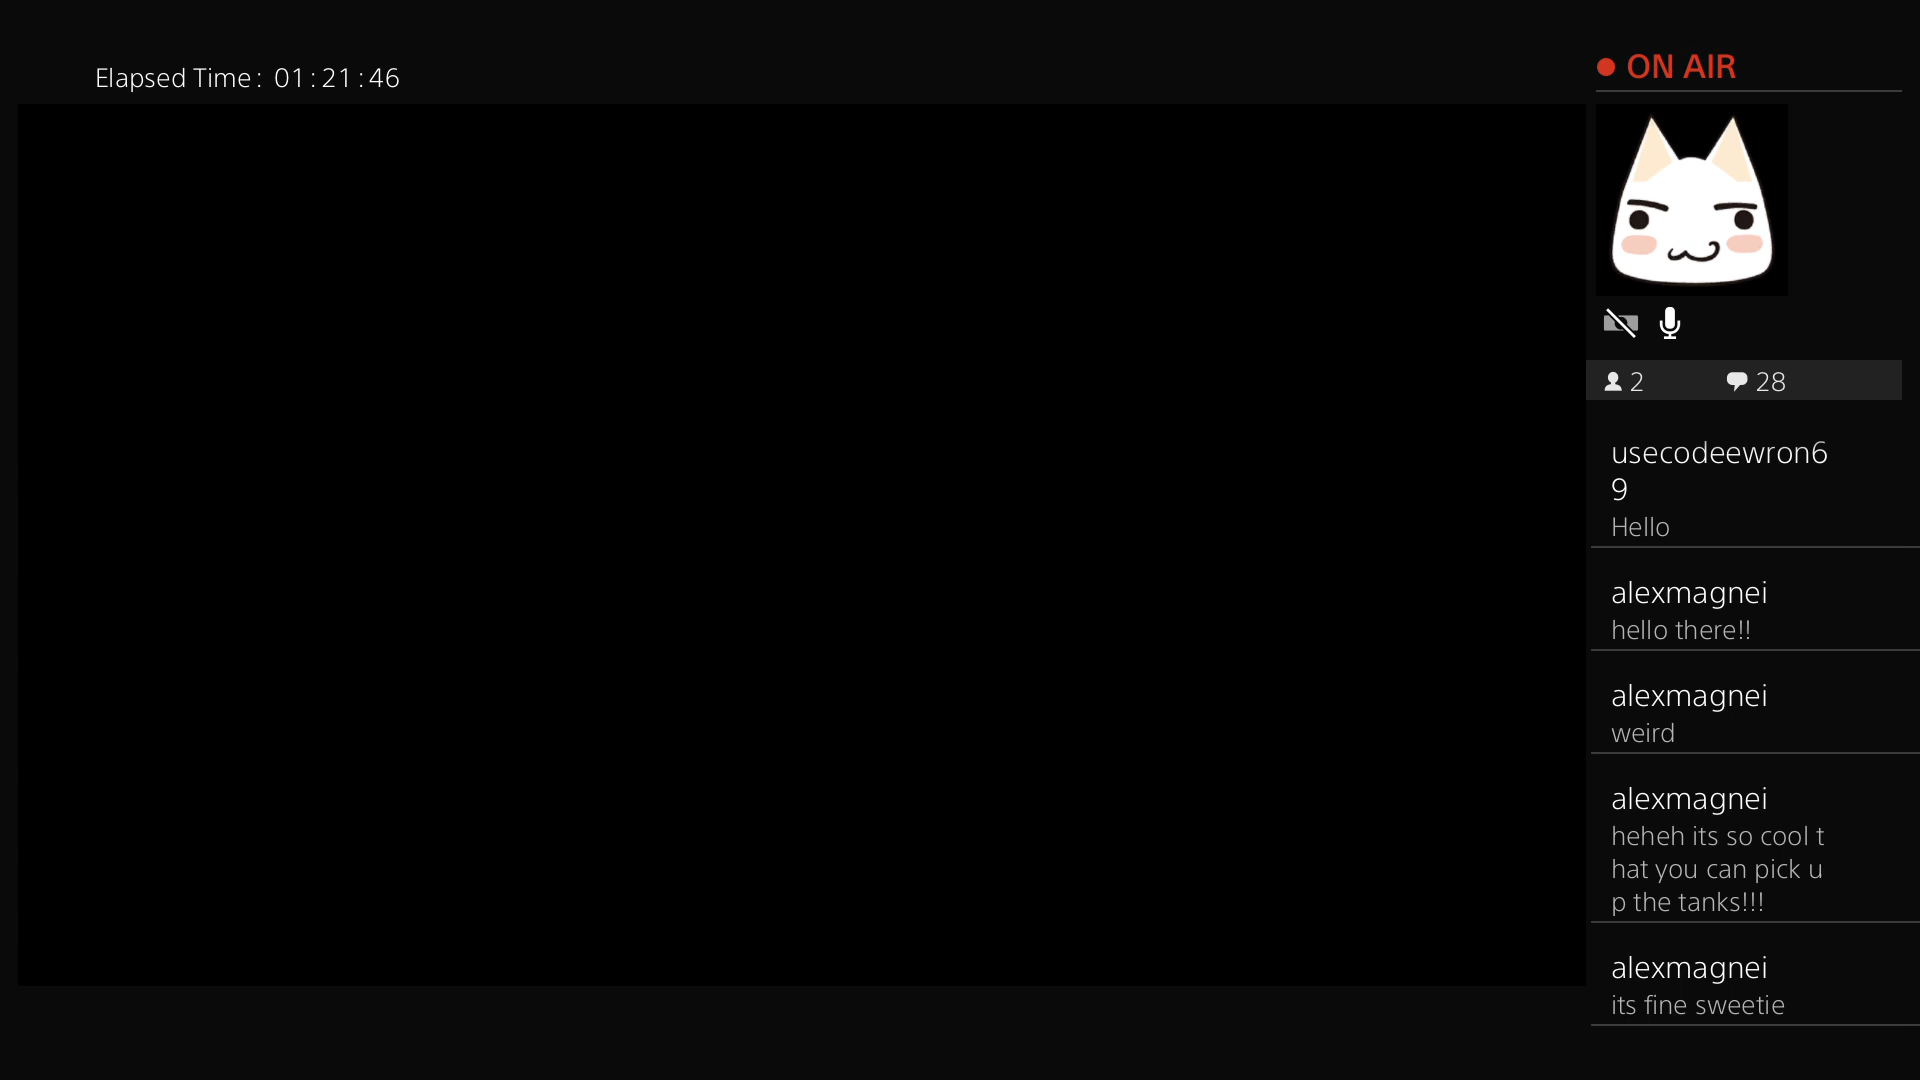 Elapsed Time: 01:21:46
ON AIR
2 28
usecodeewron6
9
Hello
alexmagnei
hello there!!
alexmagnei
weird
alexmagnei
heheh its so cool t
hat you can pick u
p the tanks!!!
alexmagnei
its fine sweetie